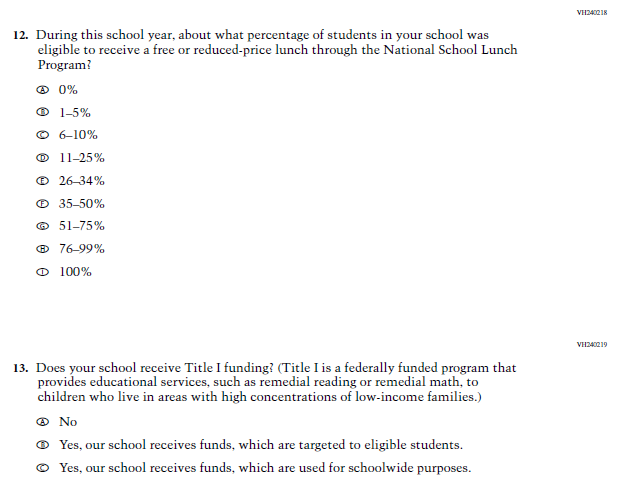 VH240218
12. During this school year, about what percentage of students in your school was
eligible to receive a free or reduced-price lunch through the National School Lunch
Program?
Ⓐ 0%
Ⓑ 1–5%
Ⓒ 6–10%
Ⓓ 11–25%
Ⓔ 26–34%
Ⓕ 35–50%
Ⓖ 51–75%
Ⓗ 76–99%
Ⓘ 100%
VH240219
13. Does your school receive Title I funding? (Title I is a federally funded program that
provides educational services, such as remedial reading or remedial math, to
children who live in areas with high concentrations of low-income families.)
Ⓐ No
Ⓑ Yes, our school receives funds, which are targeted to eligible students.
Ⓒ Yes, our school receives funds, which are used for schoolwide purposes.